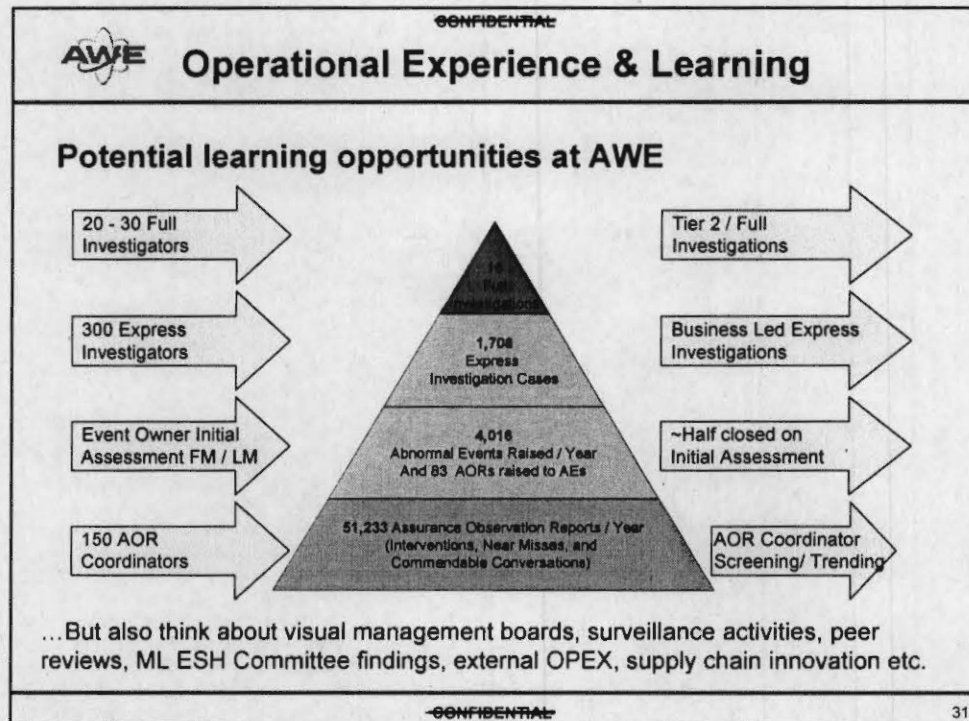 CONFIDENTIAL
AWE
Operational Experience & Learning
Potential learning opportunities at AWE
20 - 30 Full
Investigators
Tier 2 / Full
Investigations
Full
Investigations
300 Express
Investigators
Business Led Express
Investigations
1,708
Express
Investigation Cases
Event Owner Initial
Assessment FM / LM
~Half closed on
Initial Assessment
4,016
Abnormal Events Raised / Year
And 83 AORs raised to AEs
150 AOR
Coordinators
AOR Coordinator
Screening/ Trending
51,233 Assurance Observation Reports / Year
(Interventions, Near Misses, and
Commendable Conversations)
...But also think about visual management boards, surveillance activities, peer
reviews, ML ESH Committee findings, external OPEX, supply chain innovation etc.
CONFIDENTIAL
31